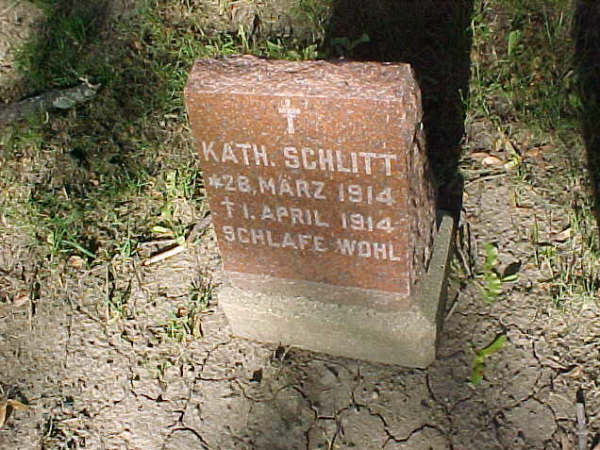 KATH. SCHLITT
*28. MÄRZ 1914
† 1. APRIL 1914
SCHLAFE WOHL